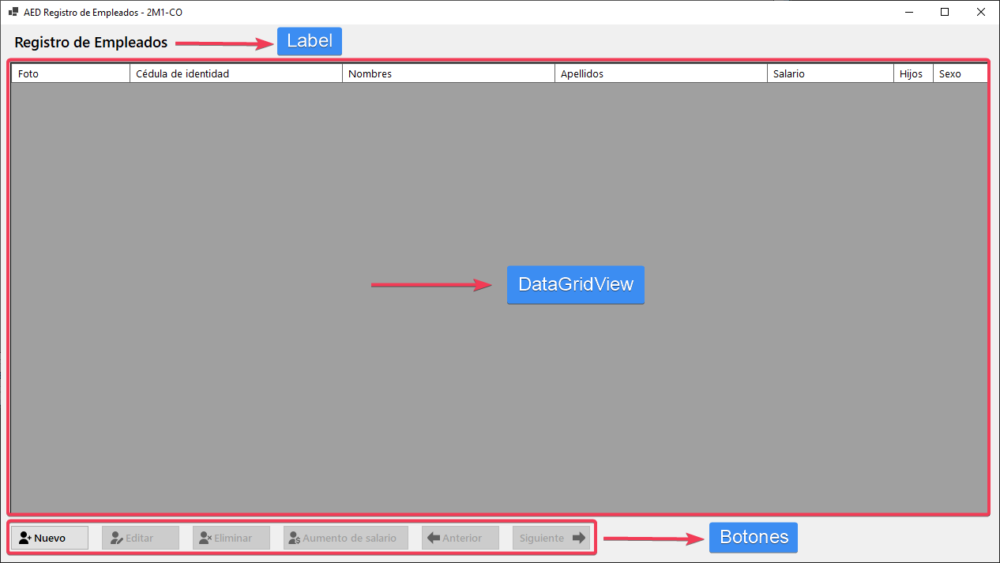 AED Registro de Empleados - 2M1-CO
Registro de Empleados
Label
Foto Cédula de identidad Nombres Apellidos Salario Hijos Sexo
DataGridView
Nuevo Editar Eliminar Aumento de salario Anterior Siguiente
Botones